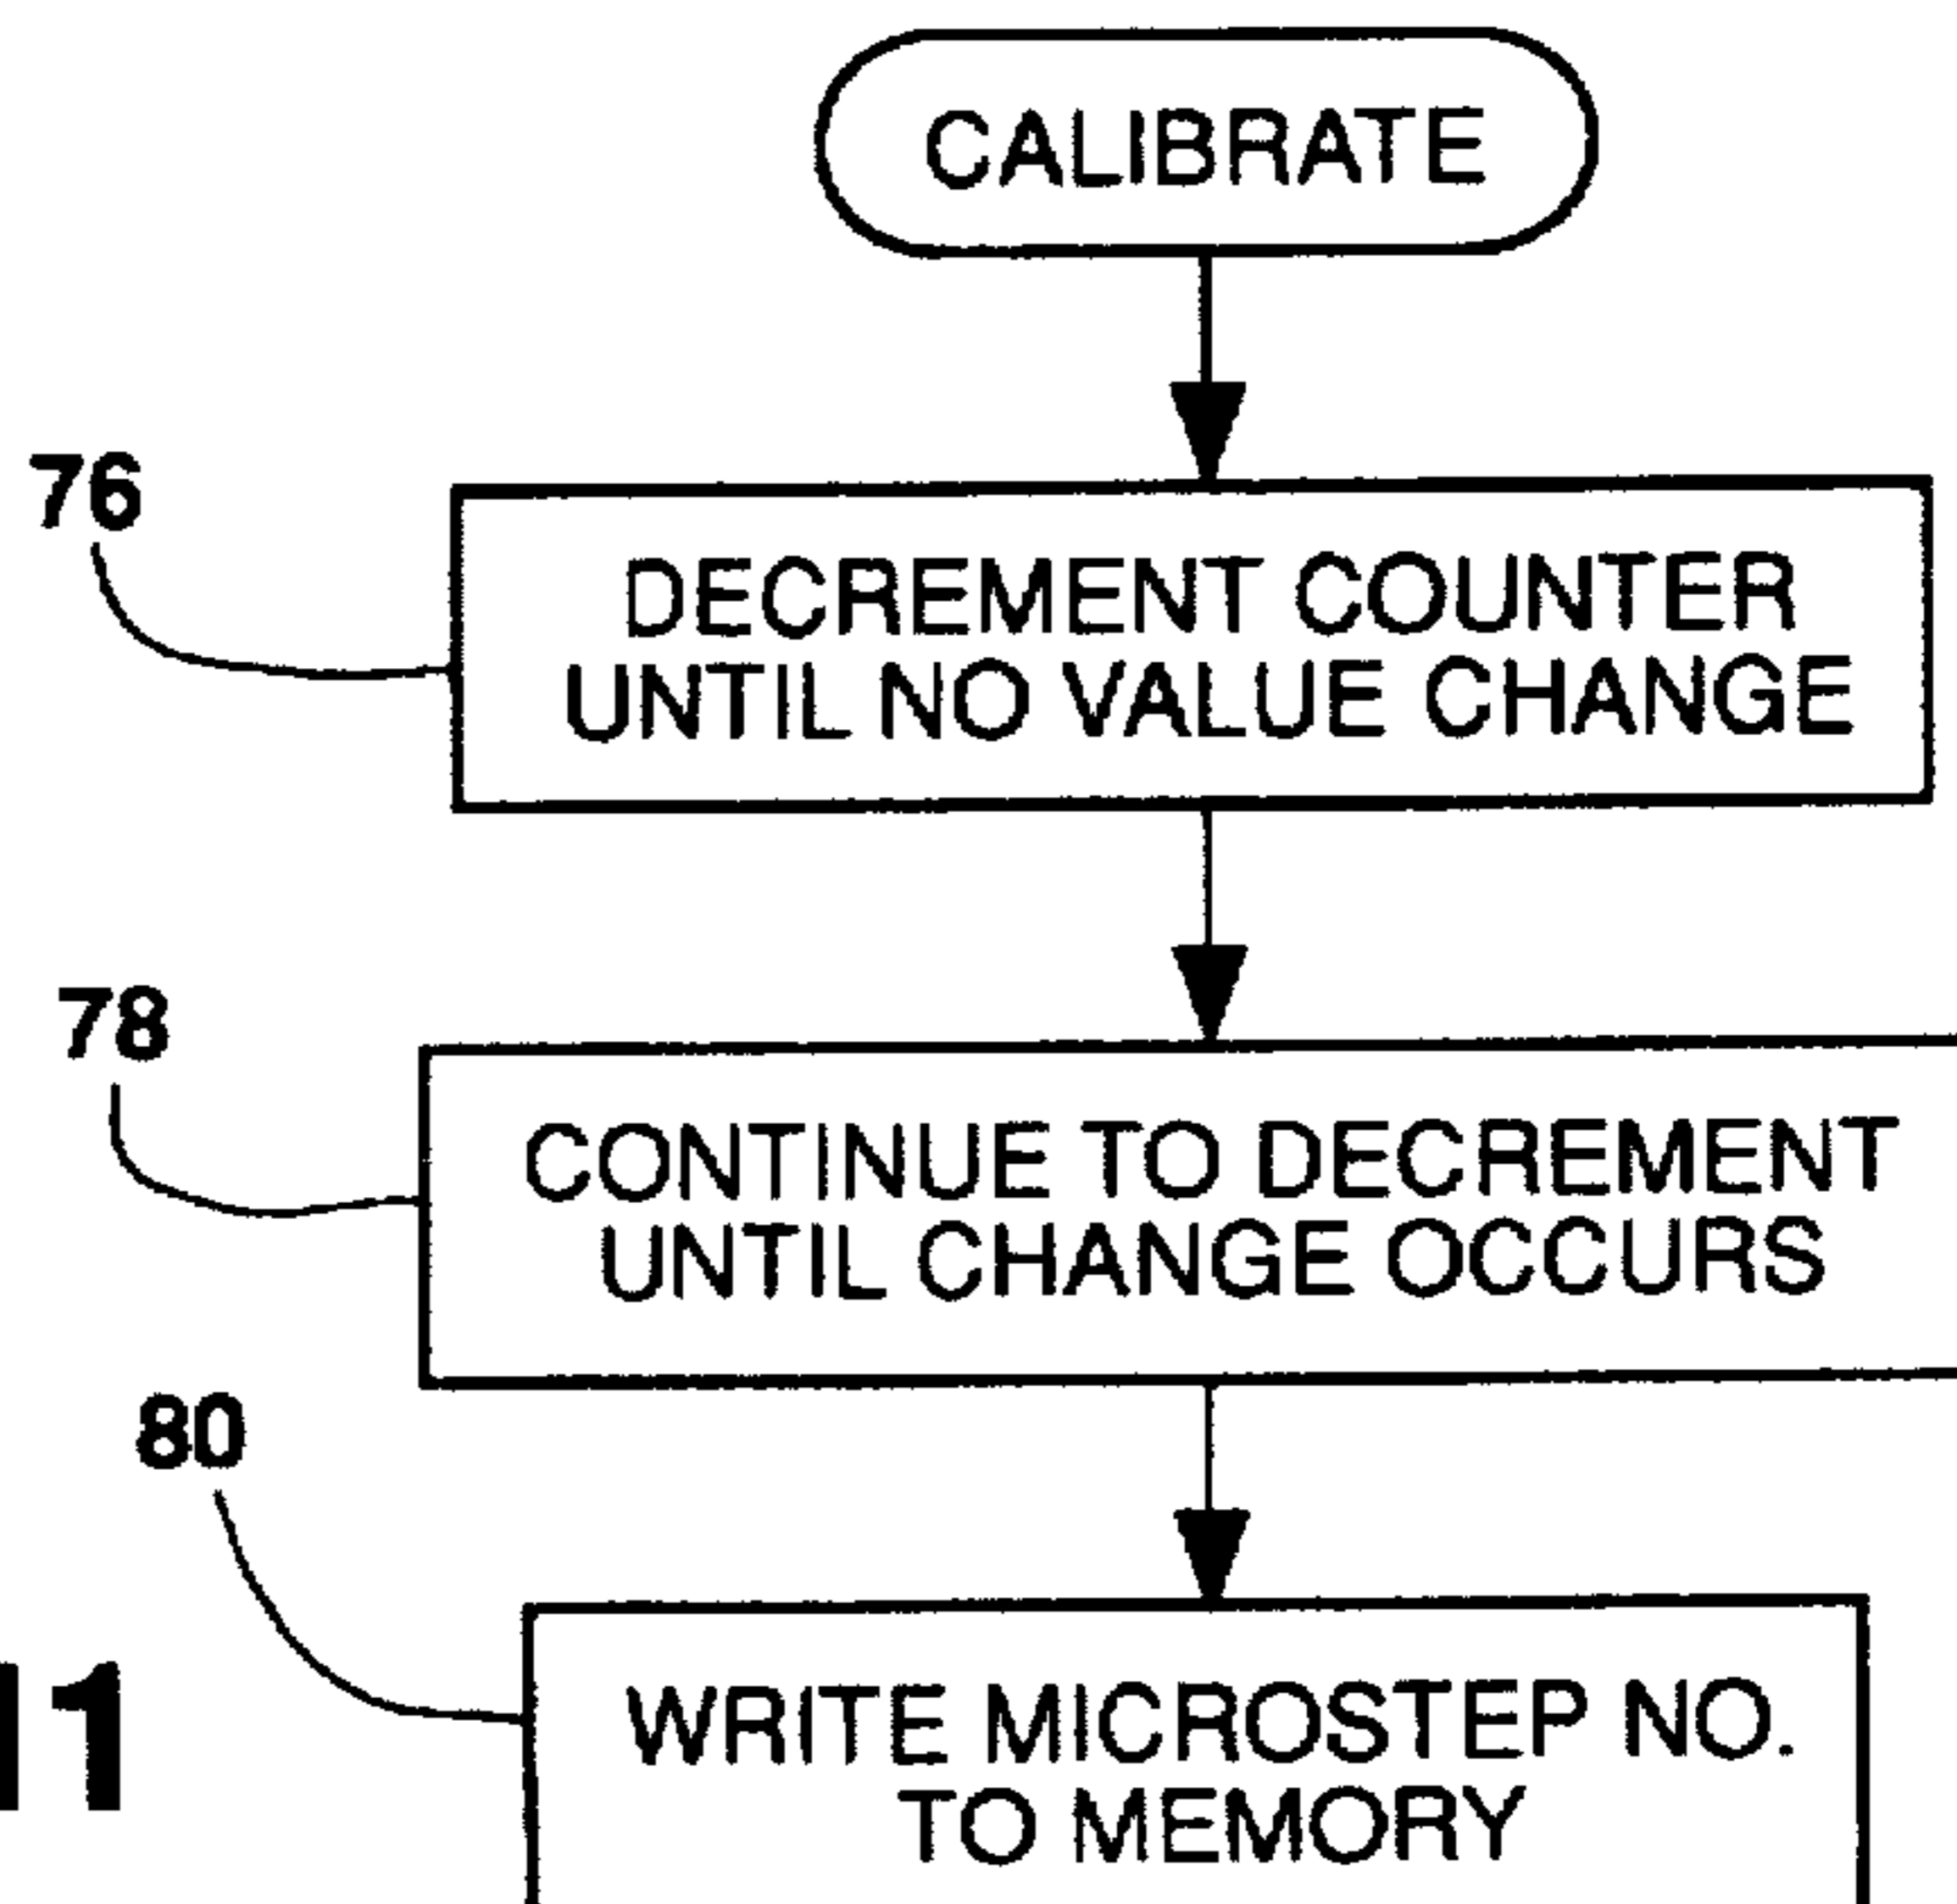 CALIBRATE
76
DECREMENT COUNTER
UNTIL NO VALUE CHANGE
78
CONTINUE TO DECREMENT
UNTIL CHANGE OCCURS
80
11
WRITE MICROSTEP NO.
TO MEMORY